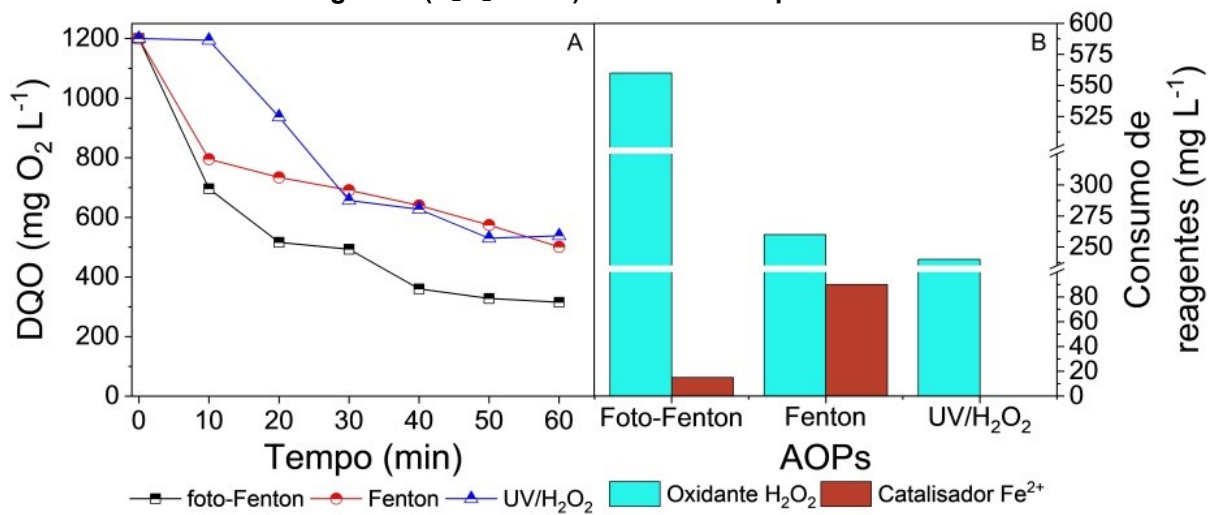 A
B
DQO (mg O₂ L⁻¹)
1200
1000
800
600
400
200
0
0 10 20 30 40 50 60
Tempo (min)
600
575
550
525
300
275
250
80
60
40
20
0
Consumo de
reagentes (mg L⁻¹)
Foto-Fenton Fenton UV/H₂O₂
AOPs
foto-Fenton Fenton UV/H₂O₂ Oxidante H₂O₂ Catalisador Fe²⁺